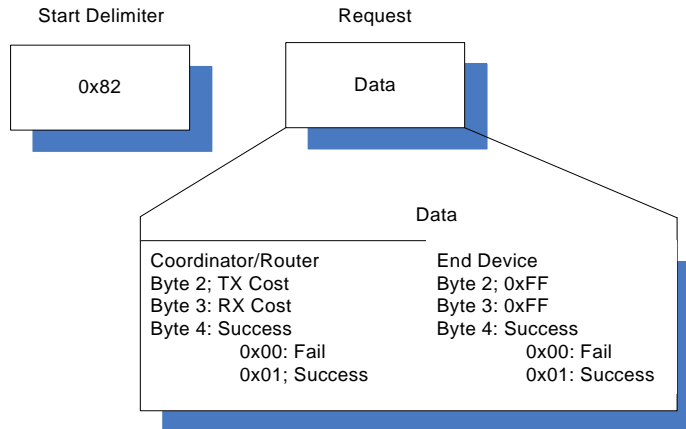 Start Delimiter
Request
0x82
Data
Data
Coordinator/Router
Byte 2; TX Cost
Byte 3: RX Cost
Byte 4: Success
0x00: Fail
0x01; Success
End Device
Byte 2; 0xFF
Byte 3: 0xFF
Byte 4: Success
0x00: Fail
0x01: Success